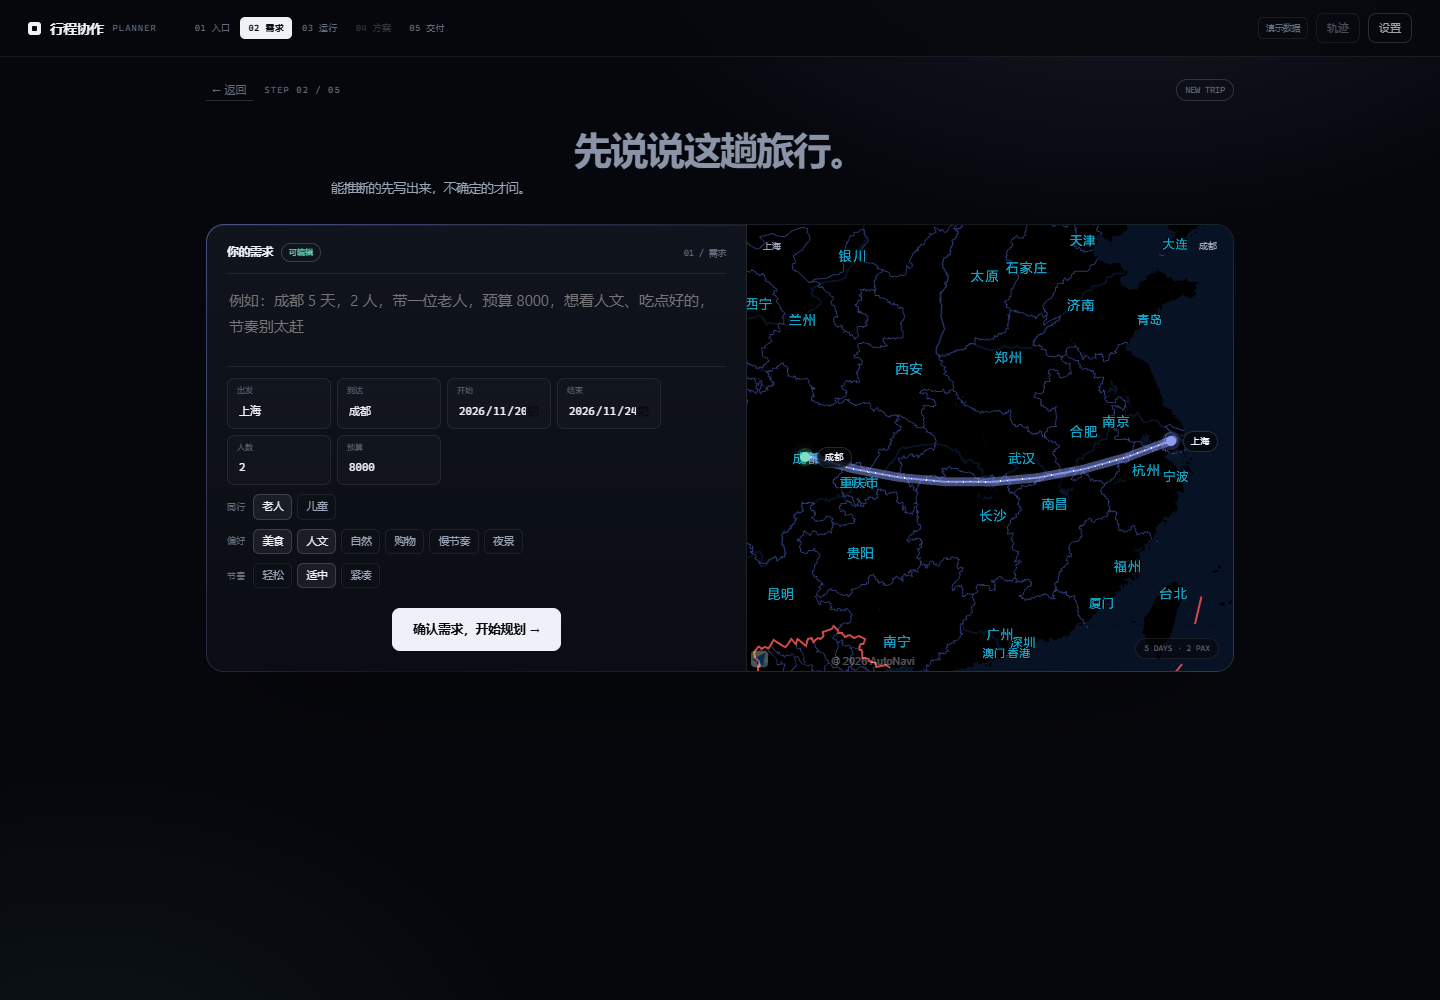 行程协作 PLANNER 01 入口 02 需求 03 运行 04 方案 05 交付 演示数据 轨迹 设置
← 返回 STEP 02 / 05 NEW TRIP
先说说这趟旅行。
能推断的先写出来，不确定的才问。
你的需求 可编辑 01 / 需求
例如：成都 5 天，2 人，带一位老人，预算 8000，想看人文、吃点好的，
节奏别太赶
出发 到达 开始 结束
上海 成都 2026/11/20 2026/11/24
人数 预算
2 8000
同行 老人 儿童
偏好 美食 人文 自然 购物 慢节奏 夜景
节奏 轻松 适中 紧凑
确认需求，开始规划 →
上海 银川 天津 大连 成都
太原 石家庄
西宁 兰州 济南 青岛
西安 郑州
合肥 南京
上海
成都 成都 武汉 杭州 宁波
重庆市
长沙 南昌
贵阳 福州
昆明 厦门 台北
南宁 广州 深圳
澳门 香港
5 DAYS · 2 PAX
© 2026 AutoNavi